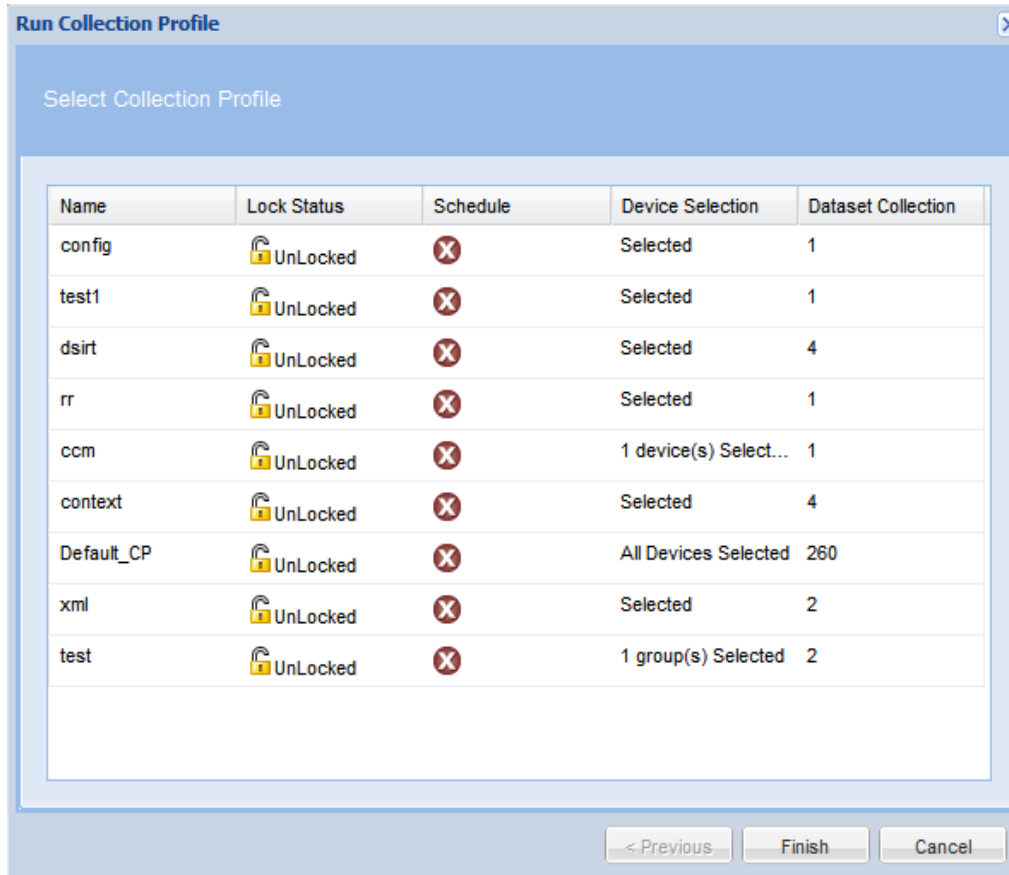 Run Collection Profile
Select Collection Profile
Name Lock Status Schedule Device Selection Dataset Collection
config UnLocked Selected 1
test1 UnLocked Selected 1
dsirt UnLocked Selected 4
rr UnLocked Selected 1
ccm UnLocked 1 device(s) Select... 1
context UnLocked Selected 4
Default_CP UnLocked All Devices Selected 260
xml UnLocked Selected 2
test UnLocked 1 group(s) Selected 2
< Previous Finish Cancel